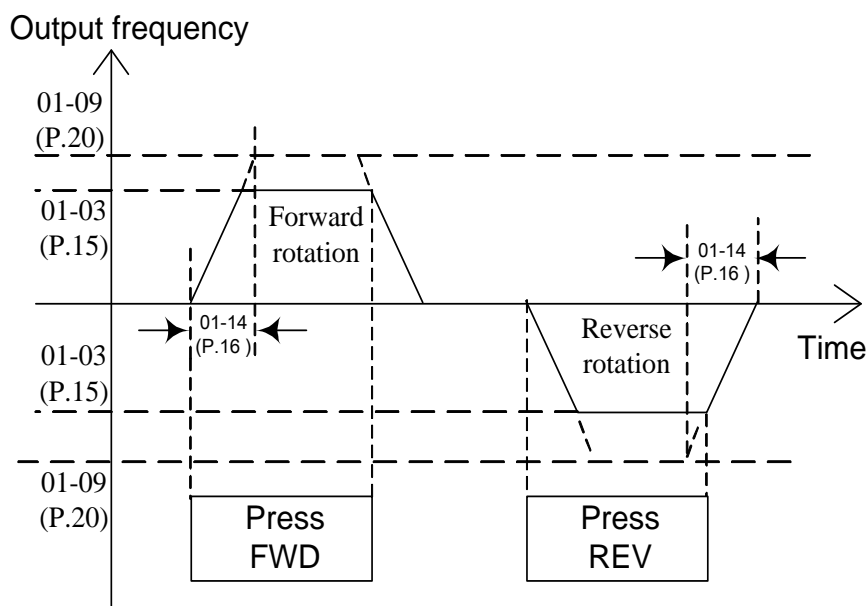 Output frequency
01-09
(P.20)
01-03
(P.15)
Forward
rotation
01-14
(P.16 )
01-14
(P.16 )
Time
01-03
(P.15)
Reverse
rotation
01-09
(P.20)
Press
FWD
Press
REV